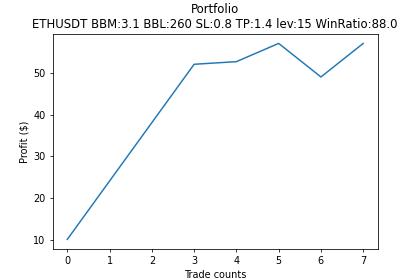 Portfolio
ETHUSDT BBM:3.1 BBL:260 SL:0.8 TP:1.4 lev:15 WinRatio:88.0
50
40
30
20
10
Profit ($)
0 1 2 3 4 5 6 7
Trade counts